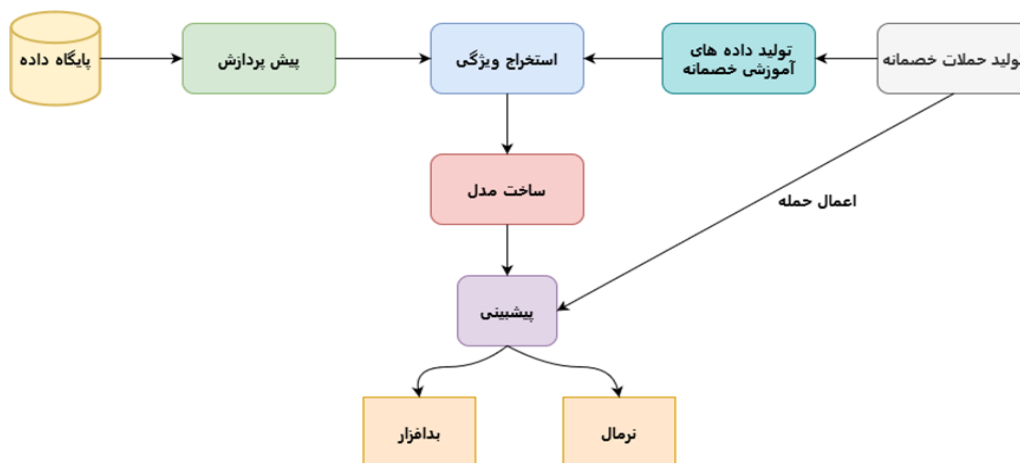 پایگاه داده
پیش پردازش
استخراج ویژگی
تولید داده های
آموزشی خصمانه
تولید حملات خصمانه
ساخت مدل
اعمال حمله
پیشبینی
بدافزار
نرمال